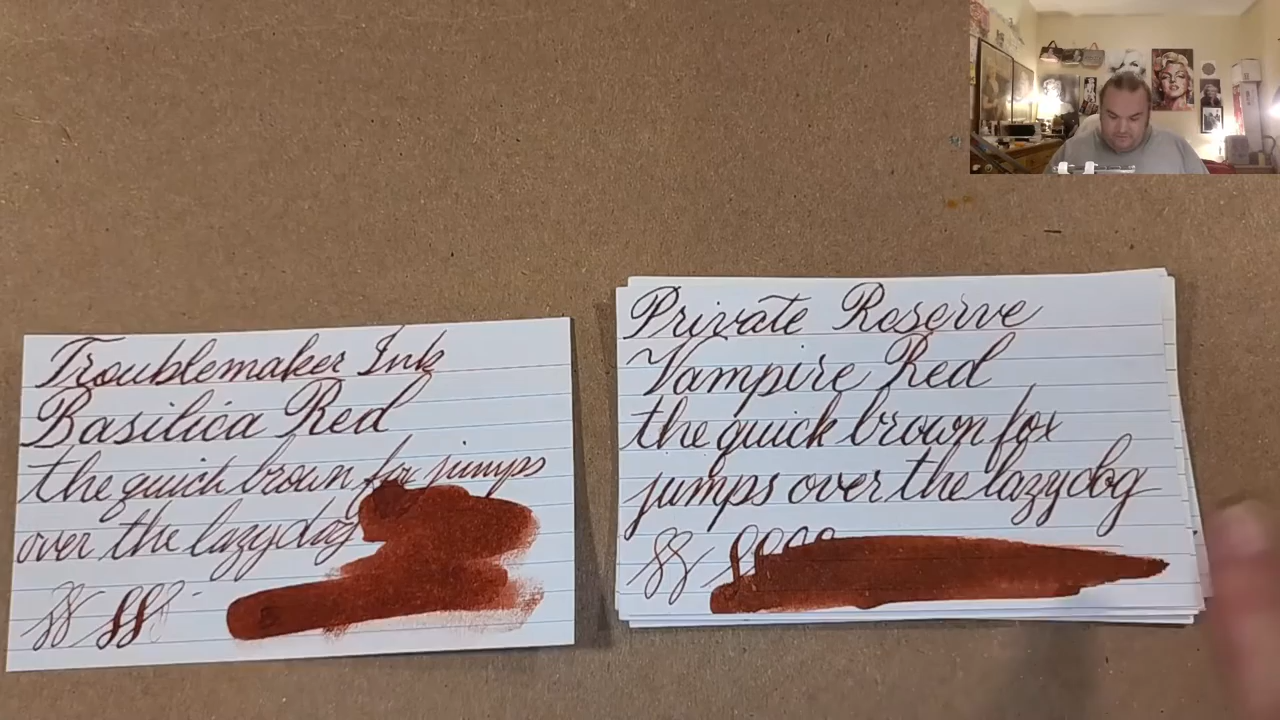 Troublemaker Ink
Basilica Red
the quick brown fox jumps
over the lazy dog
Private Reserve
Vampire Red
the quick brown fox
jumps over the lazy dog